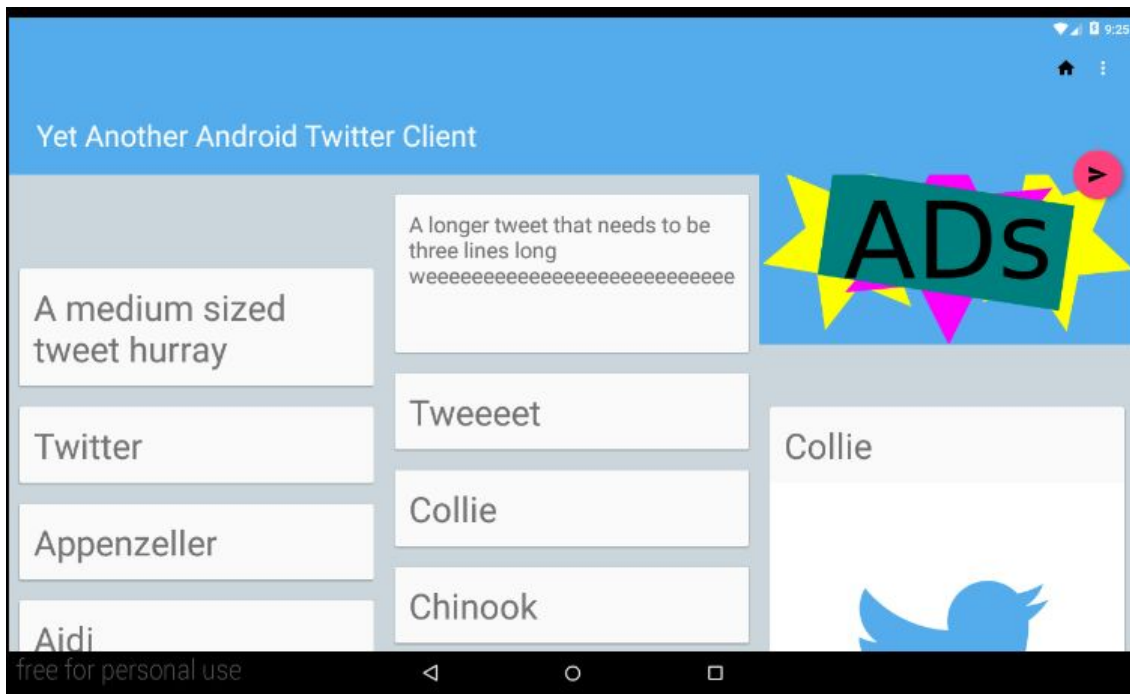 9:25
Yet Another Android Twitter Client
A medium sized
tweet hurray
Twitter
Appenzeller
Aidi
A longer tweet that needs to be
three lines long
weeeeeeeeeeeeeeeeeeeeeeeeeee
Tweeeet
Collie
Chinook
ADs
Collie
free for personal use